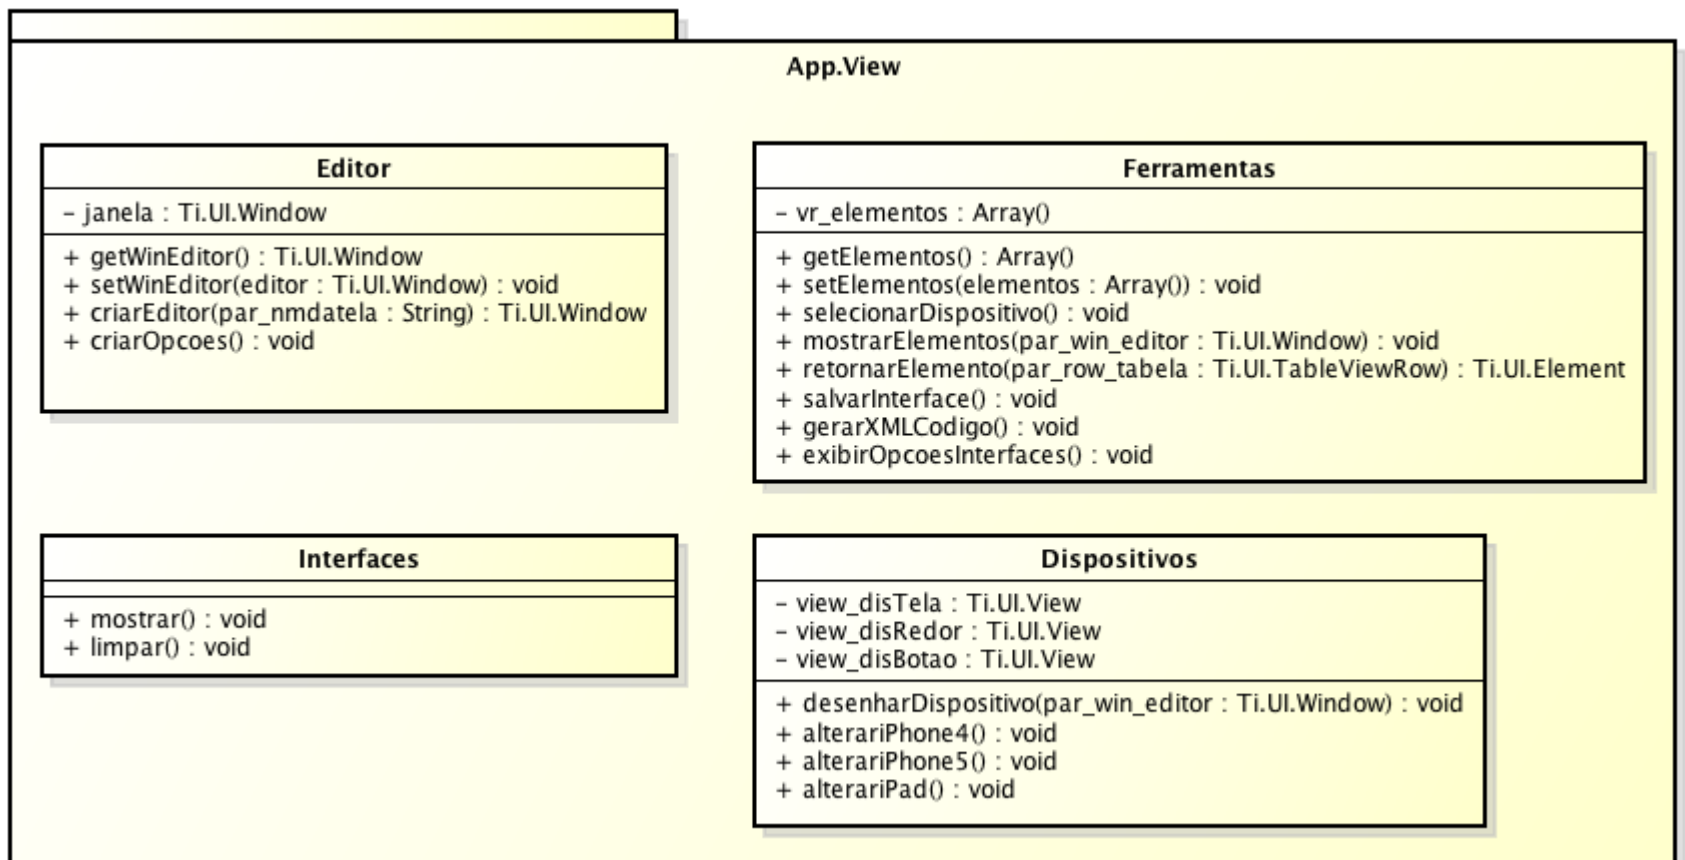 App.View
Editor
- janela : Ti.UI.Window
+ getWinEditor() : Ti.UI.Window
+ setWinEditor(editor : Ti.UI.Window) : void
+ criarEditor(par_nmdatela : String) : Ti.UI.Window
+ criarOpcoes() : void
Ferramentas
- vr_elementos : Array()
+ getElementos() : Array()
+ setElementos(elementos : Array()) : void
+ selecionarDispositivo() : void
+ mostrarElementos(par_win_editor : Ti.UI.Window) : void
+ retornarElemento(par_row_tabela : Ti.UI.TableViewRow) : Ti.UI.Element
+ salvarInterface() : void
+ gerarXMLCodigo() : void
+ exibirOpcoesInterfaces() : void
Interfaces
+ mostrar() : void
+ limpar() : void
Dispositivos
- view_disTela : Ti.UI.View
- view_disRedor : Ti.UI.View
- view_disBotao : Ti.UI.View
+ desenharDispositivo(par_win_editor : Ti.UI.Window) : void
+ alterariPhone4() : void
+ alterariPhone5() : void
+ alterariPad() : void